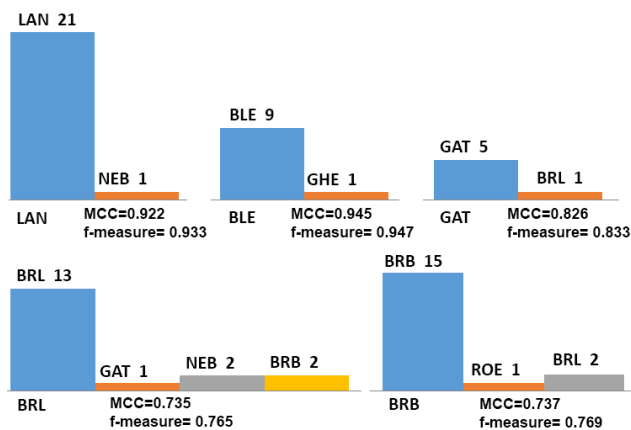 LAN 21
NEB 1
LAN
MCC=0.922
f-measure= 0.933
BLE 9
GHE 1
BLE
MCC=0.945
f-measure= 0.947
GAT 5
BRL 1
GAT
MCC=0.826
f-measure= 0.833
BRL 13
GAT 1
NEB 2
BRB 2
BRL
MCC=0.735
f-measure= 0.765
BRB 15
ROE 1
BRL 2
BRB
MCC=0.737
f-measure= 0.769